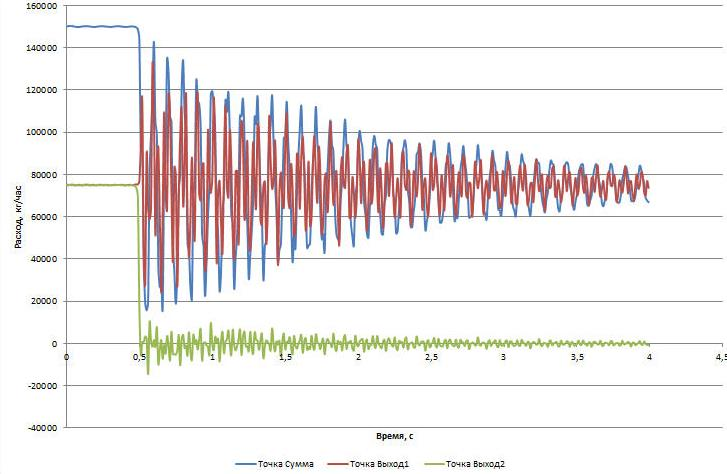 160000
140000
120000
100000
80000
60000
40000
20000
0
-20000
-40000
Расход, кг/час
0 0,5 1 1,5 2 2,5 3 3,5 4 4,5
Время, с
Точка Сумма Точка Выход1 Точка Выход2